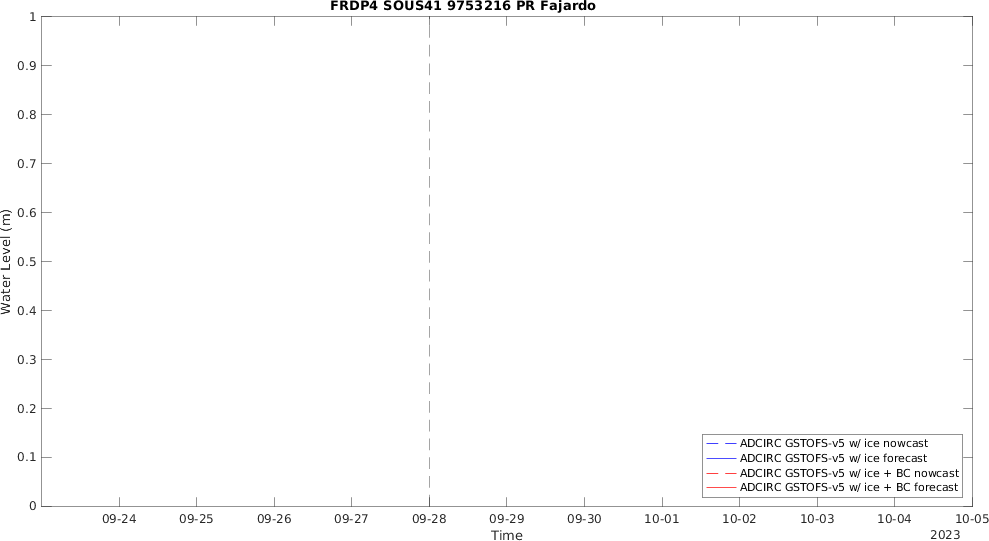 FRDP4 SOUS41 9753216 PR Fajardo
1
0.9
0.8
0.7
0.6
0.5
0.4
0.3
0.2
0.1
0
Water Level (m)
ADCIRC GSTOFS-v5 w/ ice nowcast
ADCIRC GSTOFS-v5 w/ ice forecast
ADCIRC GSTOFS-v5 w/ ice + BC nowcast
ADCIRC GSTOFS-v5 w/ ice + BC forecast
09-24 09-25 09-26 09-27 09-28 09-29 09-30 10-01 10-02 10-03 10-04 10-05
Time
2023